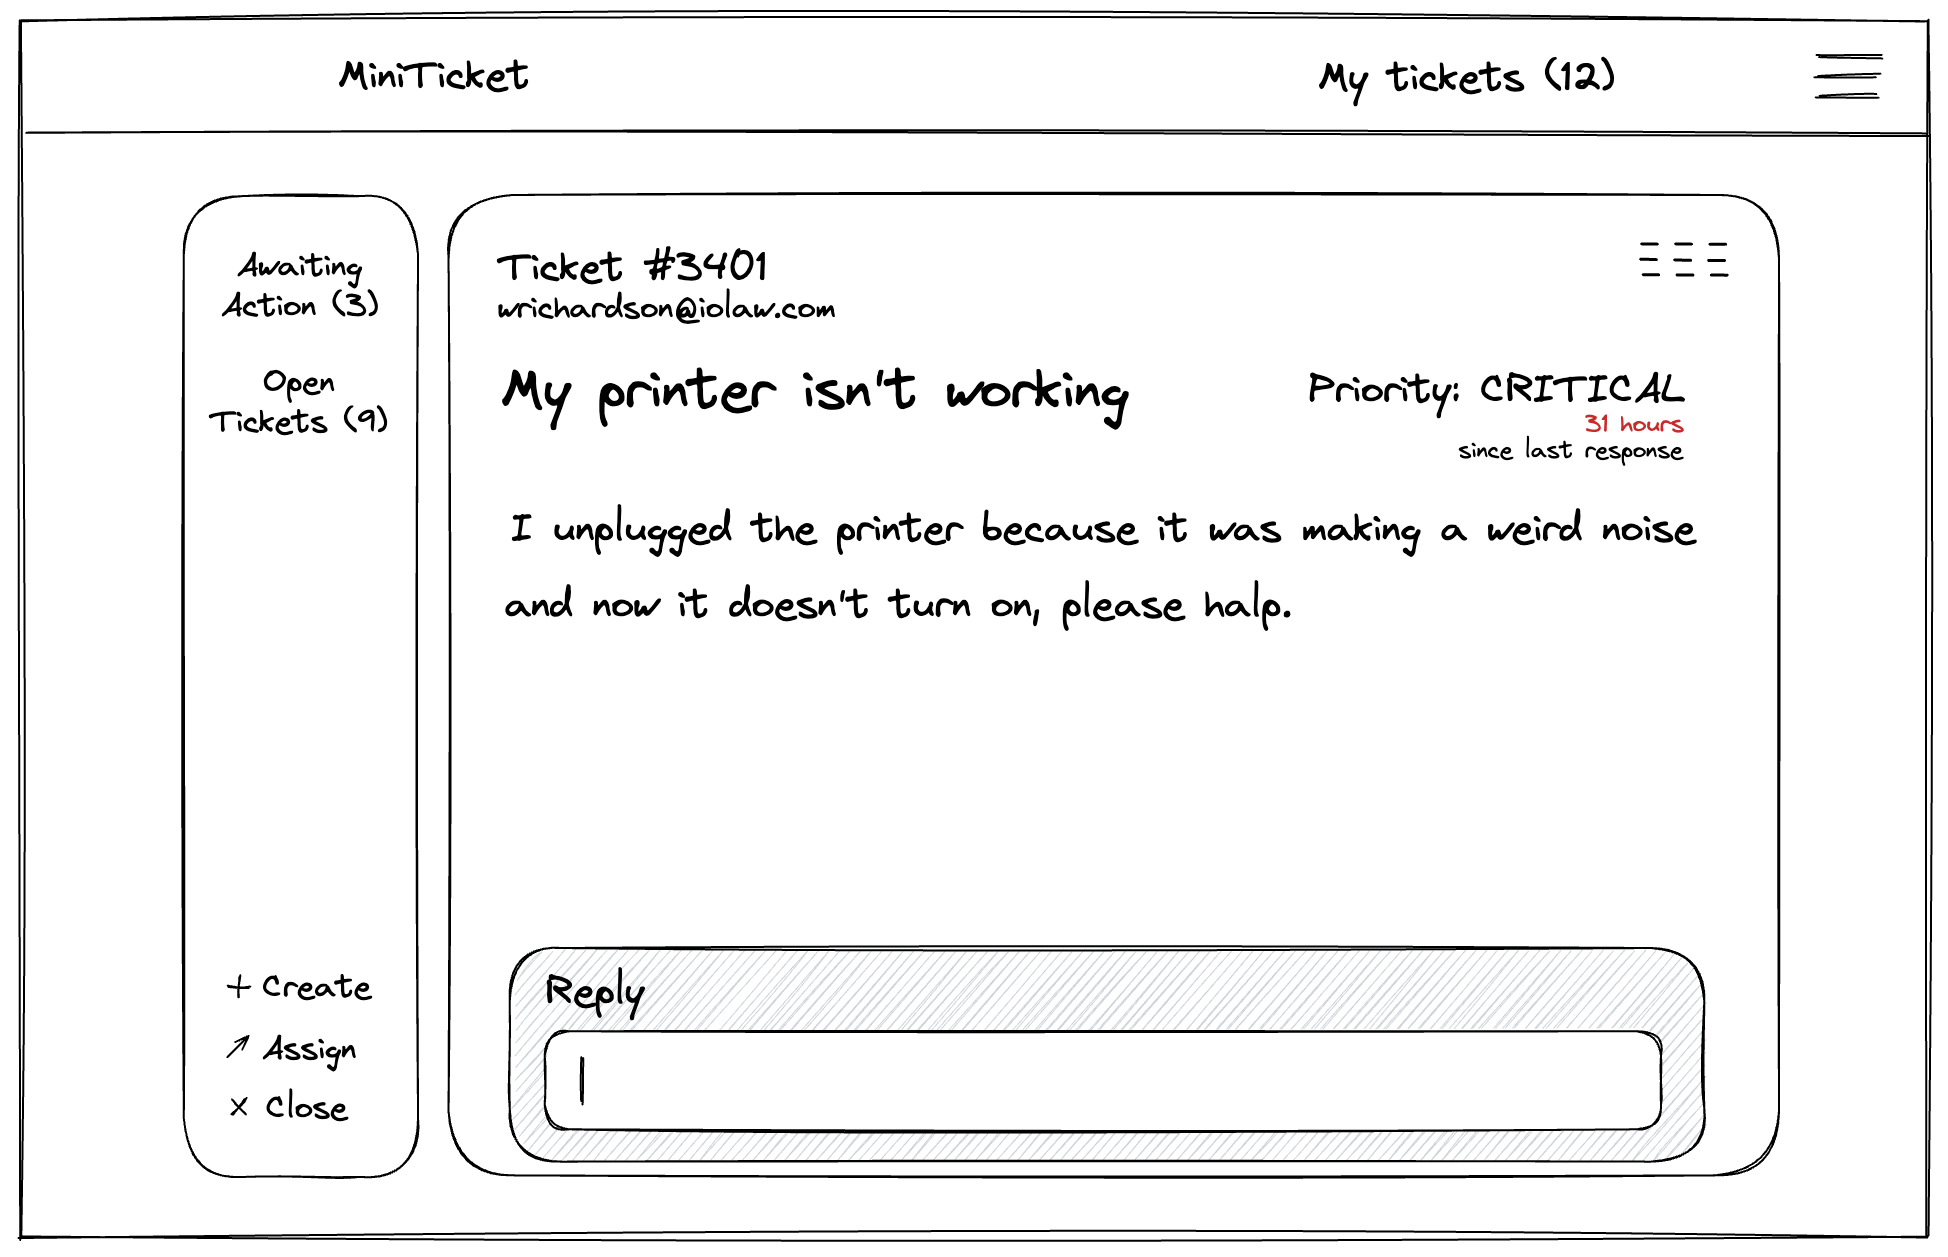 MiniTicket
My tickets (12)
Awaiting
Action (3)
Open
Tickets (9)
+ Create
↗ Assign
× Close
Ticket #3401
wrichardson@iolaw.com
My printer isn't working
Priority: CRITICAL
31 hours
since last response
I unplugged the printer because it was making a weird noise
and now it doesn't turn on, please halp.
Reply